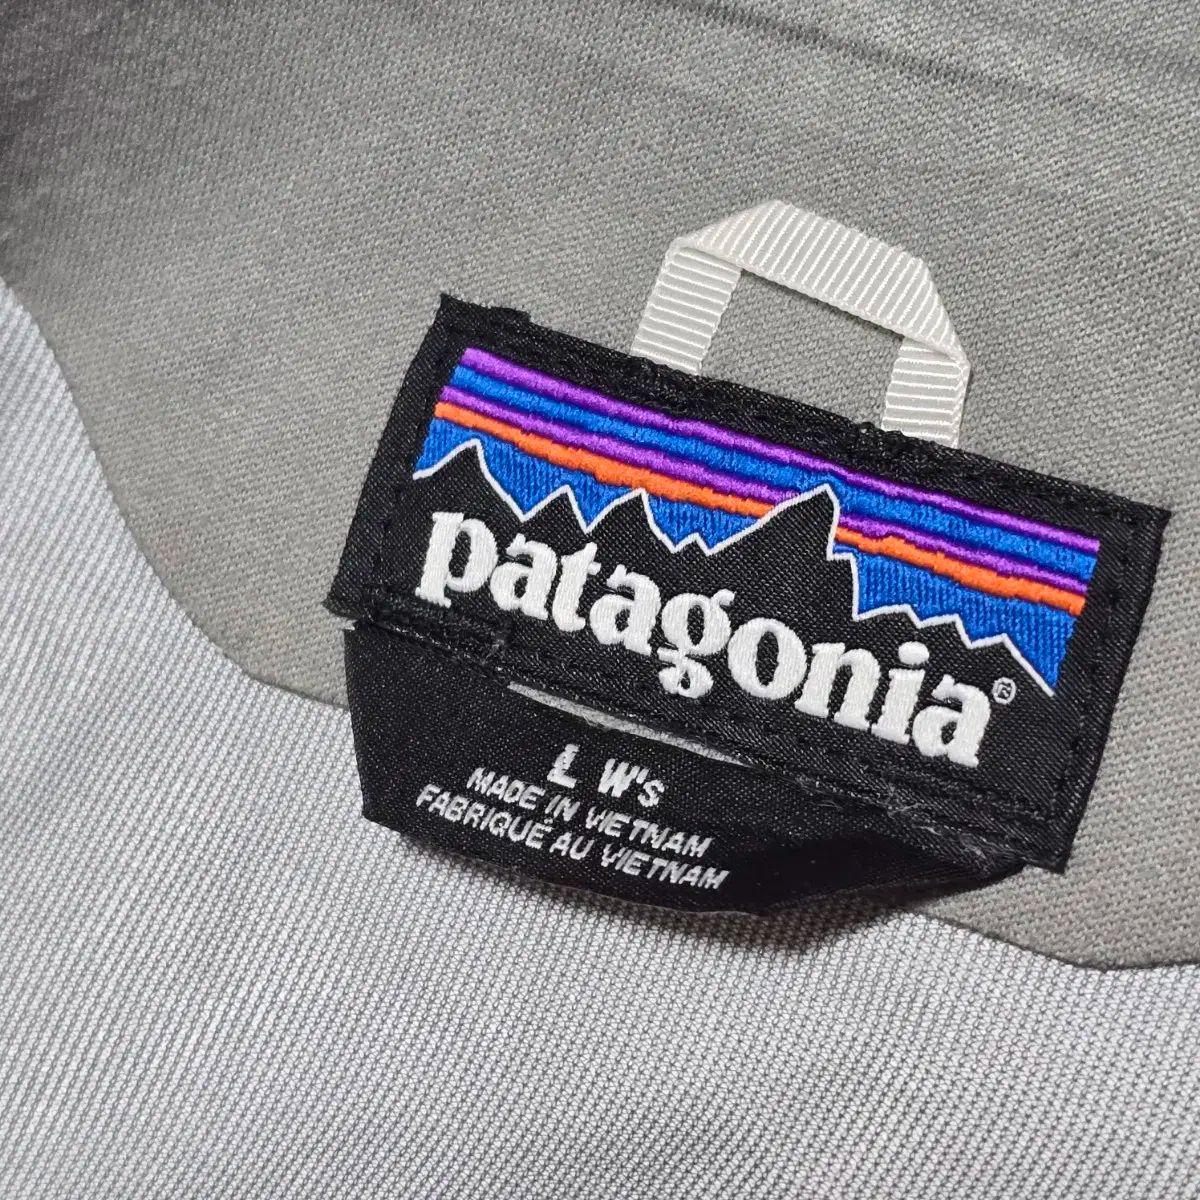 patagonia®
L W's
MADE IN VIETNAM
FABRIQUÉ AU VIETNAM